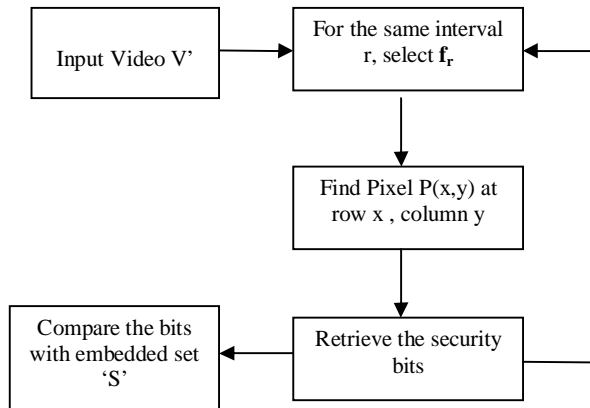 Input Video V’
For the same interval
r, select fr
Find Pixel P(x,y) at
row x , column y
Compare the bits
with embedded set
‘S’
Retrieve the security
bits